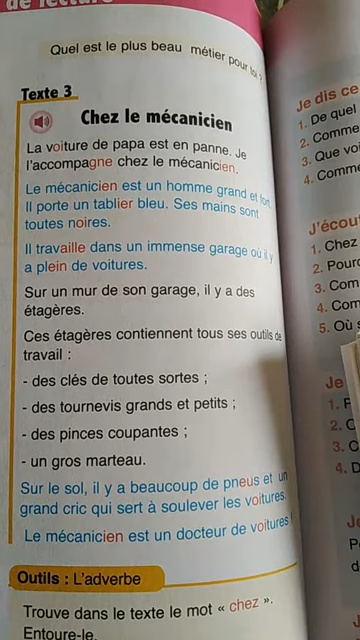 de lecture
Quel est le plus beau métier pour toi ?
Texte 3
Chez le mécanicien
La voiture de papa est en panne. Je
l'accompagne chez le mécanicien.
Le mécanicien est un homme grand et fort.
Il porte un tablier bleu. Ses mains sont
toutes noires.
Il travaille dans un immense garage où il y
a plein de voitures.
Sur un mur de son garage, il y a des
étagères.
Ces étagères contiennent tous ses outils de
travail :
- des clés de toutes sortes ;
- des tournevis grands et petits ;
- des pinces coupantes ;
- un gros marteau.
Sur le sol, il y a beaucoup de pneus et un
grand cric qui sert à soulever les voitures.
Le mécanicien est un docteur de voitures !
Outils : L'adverbe
Trouve dans le texte le mot « chez ».
Entoure-le.
Je dis ce
1. De quel
2. Comme
3. Que voi
4. Comme
J'écou
1. Chez
2. Pour
3. Com
4. Com
5. Où s
Je
1.
2.
3.
4.